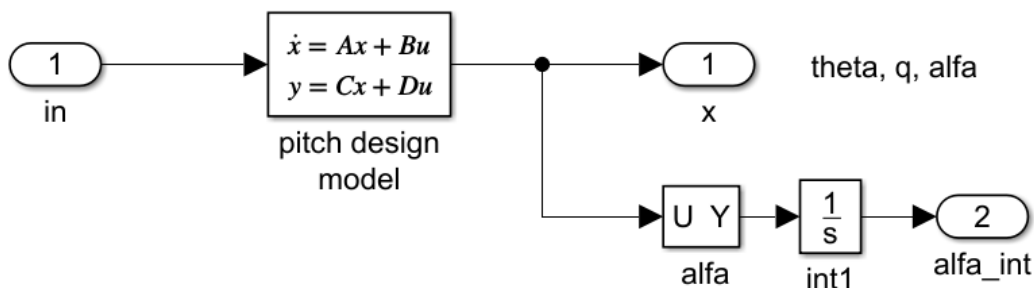 1
in
ẋ = Ax + Bu
y = Cx + Du
pitch design
model
1
x
theta, q, alfa
U Y
alfa
1
s
int1
2
alfa_int